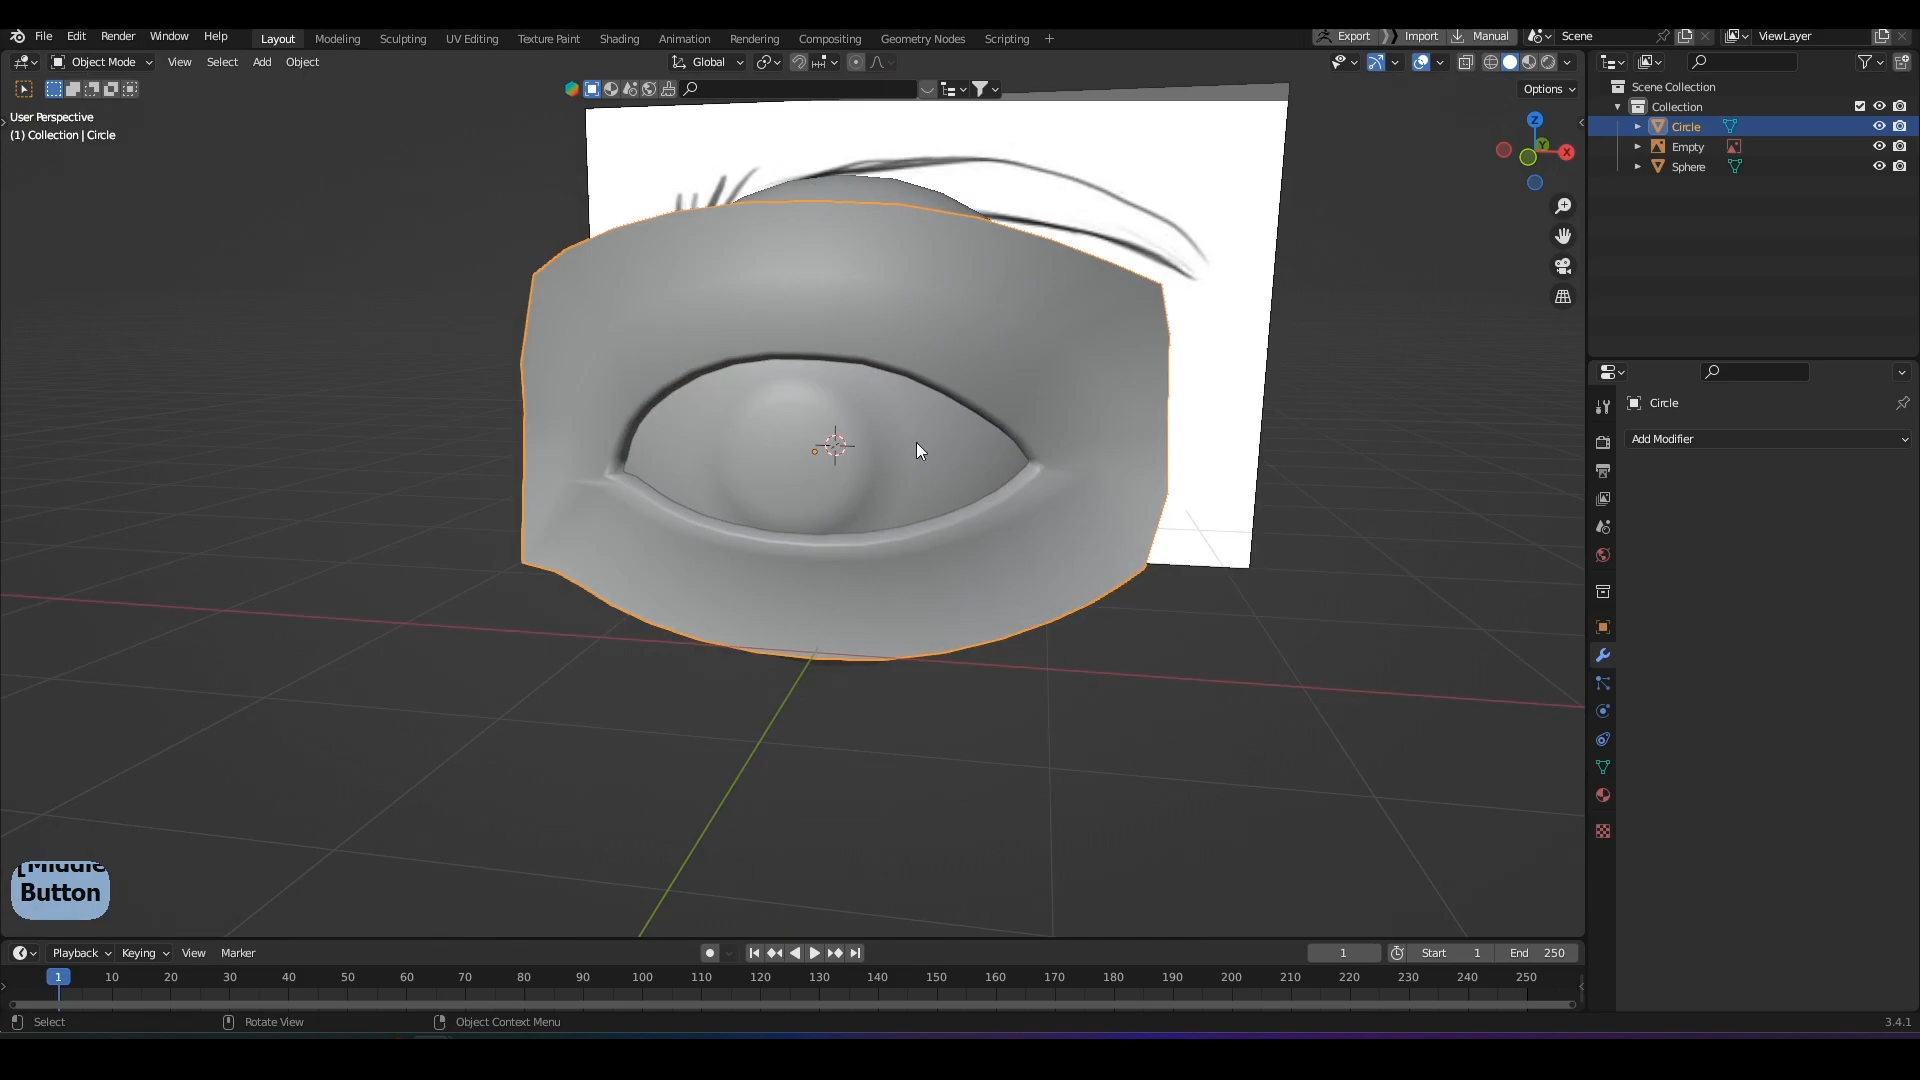 File Edit Render Window Help Layout Modeling Sculpting UV Editing Texture Paint Shading Animation Rendering Compositing Geometry Nodes Scripting + Export Import Manual Scene ViewLayer
Object Mode View Select Add Object Global
Options
User Perspective
(1) Collection | Circle
Z
Y
X
Scene Collection
Collection
Circle
Empty
Sphere
Circle
Add Modifier
[Middle
Button
Playback Keying View Marker 1 Start 1 End 250
1 10 20 30 40 50 60 70 80 90 100 110 120 130 140 150 160 170 180 190 200 210 220 230 240 250
Select Rotate View Object Context Menu 3.4.1